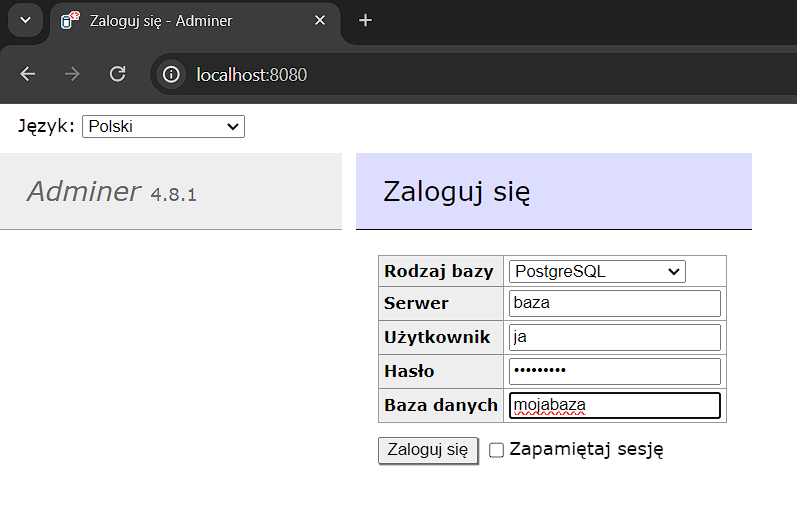 Zaloguj się - Adminer
localhost:8080
Język: Polski
Adminer 4.8.1
Zaloguj się
Rodzaj bazy PostgreSQL
Serwer baza
Użytkownik ja
Hasło •••••••••
Baza danych mojabaza
Zaloguj się Zapamiętaj sesję